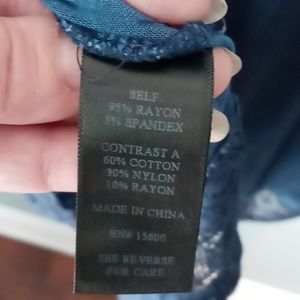 SELF
95% RAYON
5% SPANDEX
CONTRAST A
60% COTTON
30% NYLON
10% RAYON
MADE IN CHINA
RN# 15600
SEE REVERSE
FOR CARE